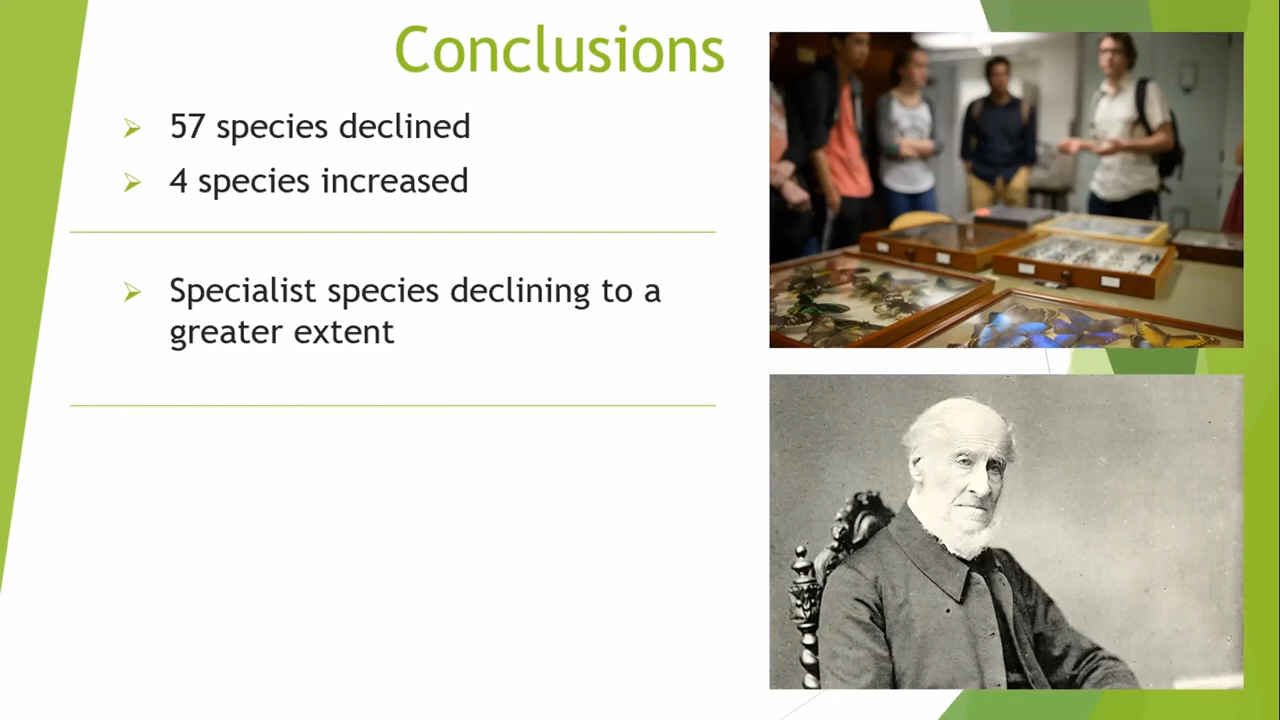 Conclusions
57 species declined
4 species increased
Specialist species declining to a
greater extent